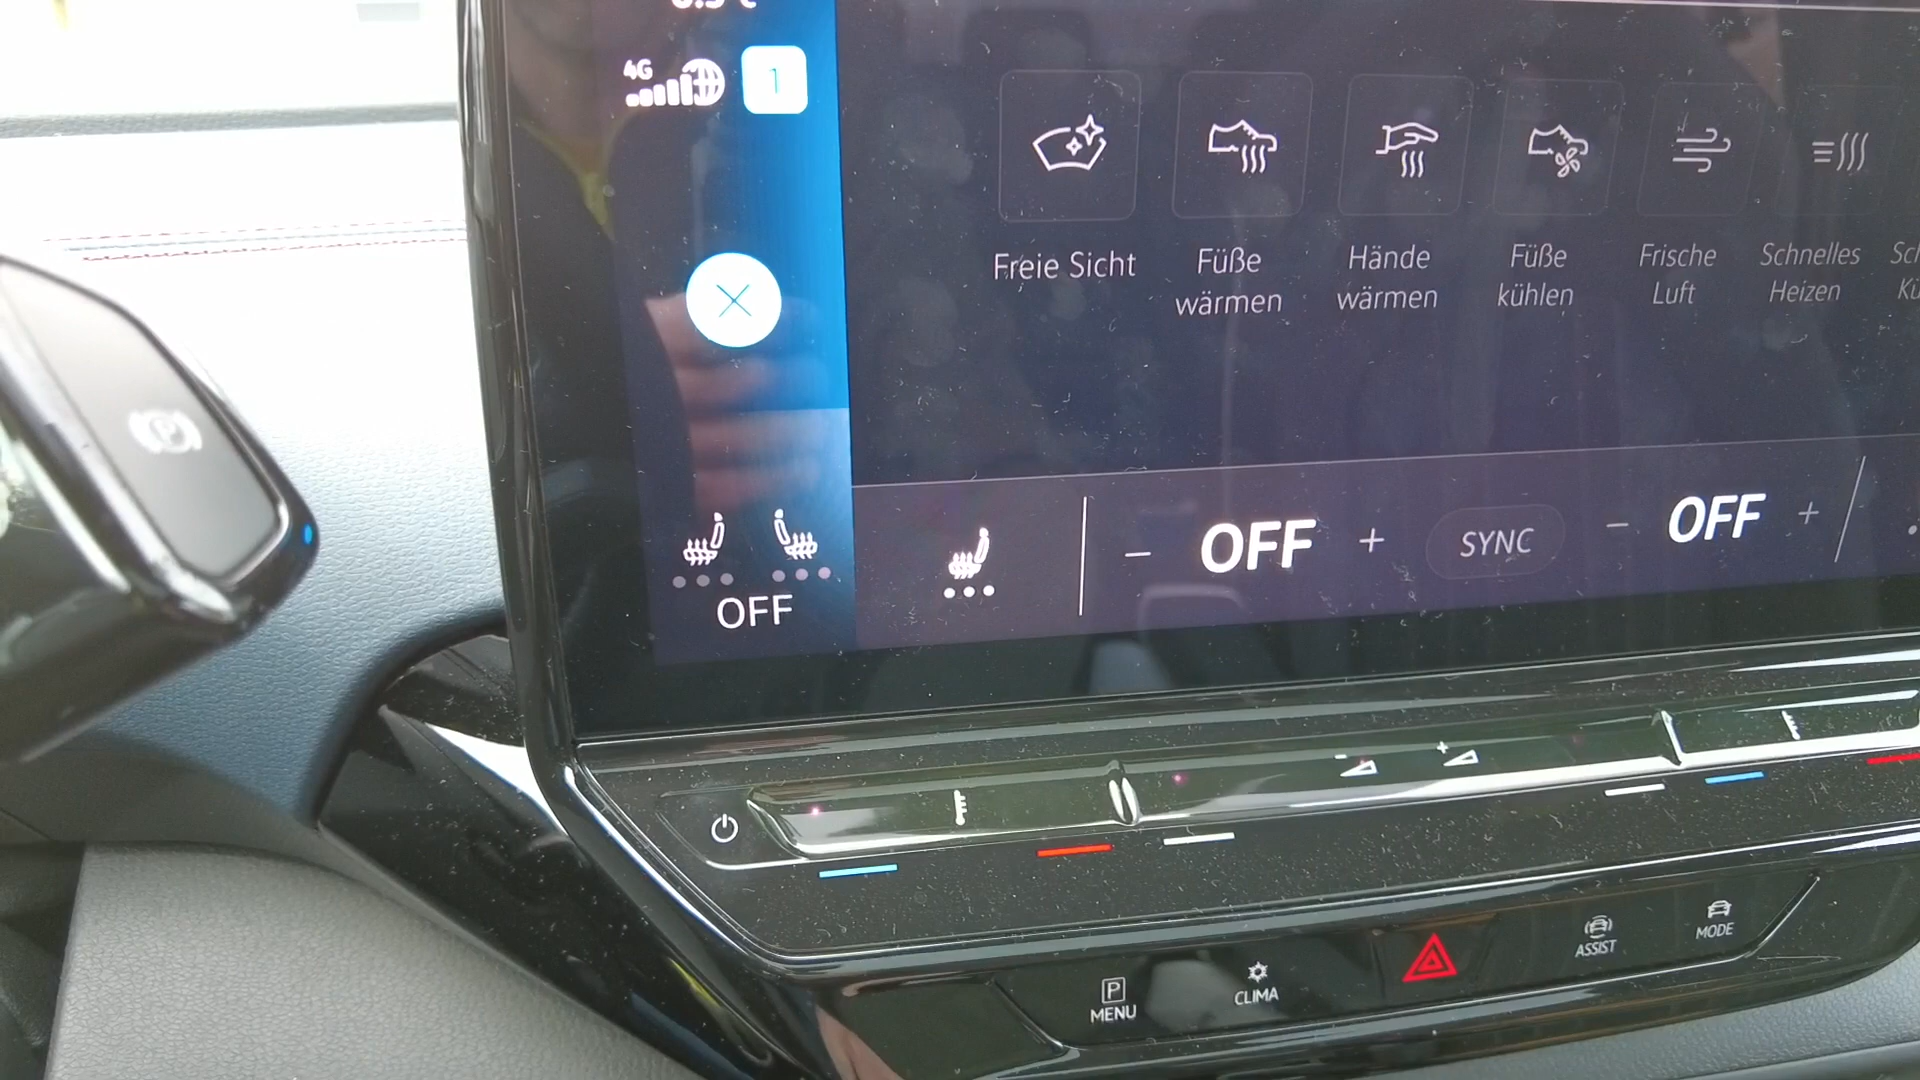 4G
1
Freie Sicht
Füße
wärmen
Hände
wärmen
Füße
kühlen
Frische
Luft
Schnelles
Heizen
OFF
− OFF +
SYNC
− OFF +
P
MENU
CLIMA
ASSIST
MODE